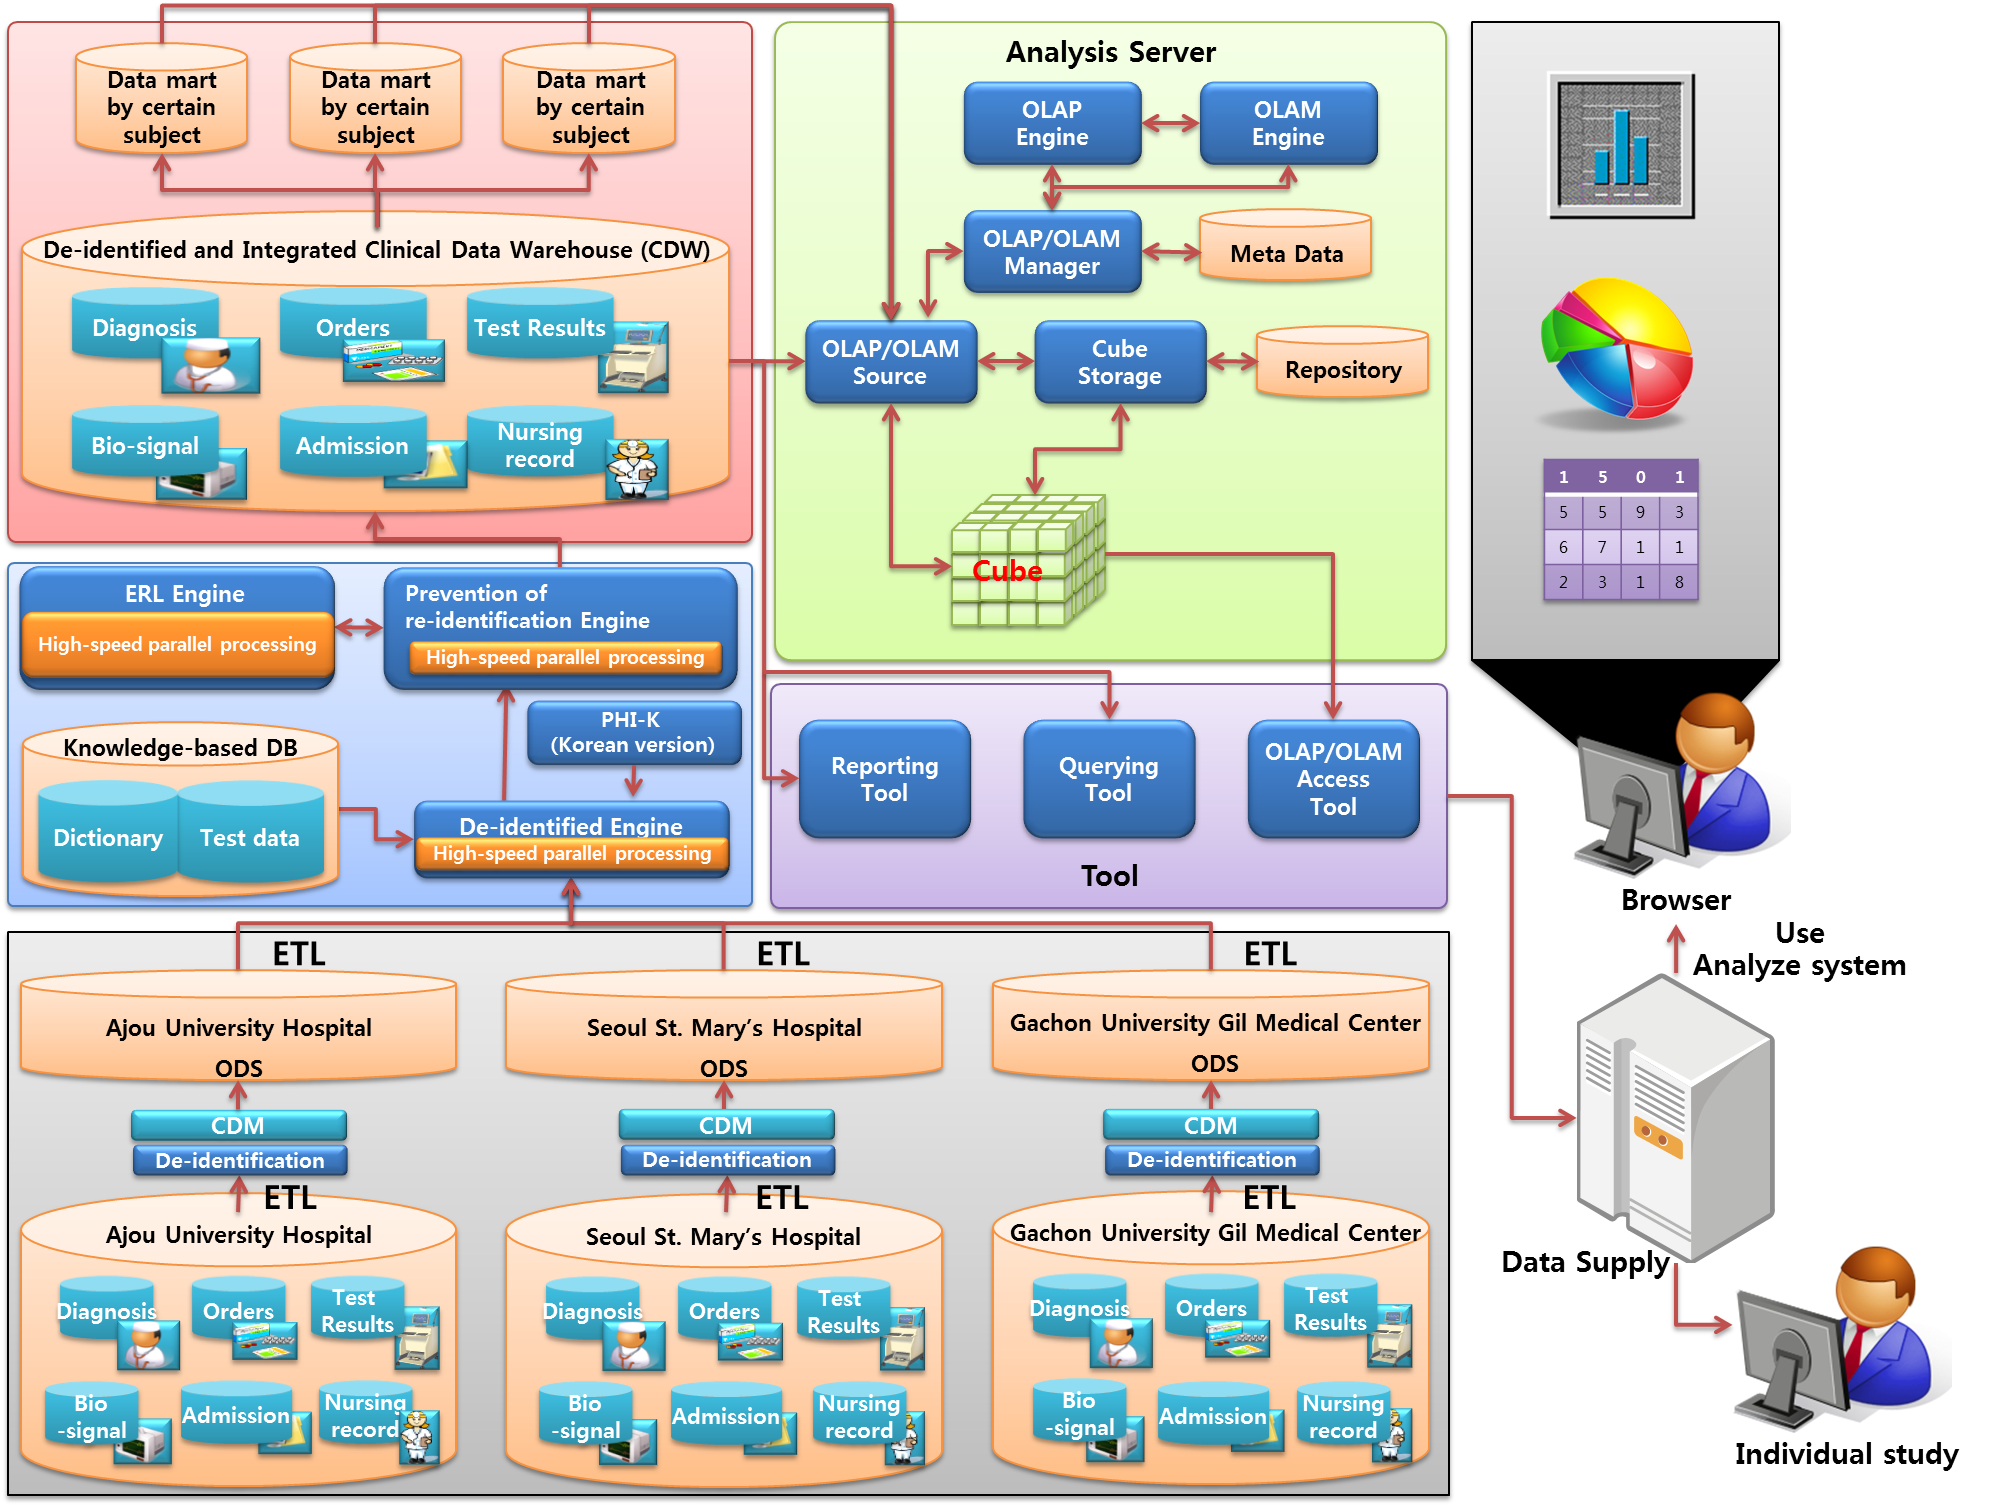 Data mart
by certain
subject
Data mart
by certain
subject
Data mart
by certain
subject
De-identified and Integrated Clinical Data Warehouse (CDW)
Diagnosis
Orders
Test Results
Bio-signal
Admission
Nursing
record
Analysis Server
OLAP
Engine
OLAM
Engine
OLAP/OLAM
Manager
Meta Data
OLAP/OLAM
Source
Cube
Storage
Repository
Cube
1 5 0 1
5 5 9 3
6 7 1 1
2 3 1 8
ERL Engine
High-speed parallel processing
Prevention of
re-identification Engine
High-speed parallel processing
PHI-K
(Korean version)
Knowledge-based DB
Dictionary
Test data
De-identified Engine
High-speed parallel processing
Reporting
Tool
Querying
Tool
OLAP/OLAM
Access
Tool
Tool
Browser
Use
Analyze system
Data Supply
Individual study
ETL
Ajou University Hospital
ODS
CDM
De-identification
ETL
Ajou University Hospital
Diagnosis
Orders
Test
Results
Bio
-signal
Admission
Nursing
record
ETL
Seoul St. Mary's Hospital
ODS
CDM
De-identification
ETL
Seoul St. Mary's Hospital
Diagnosis
Orders
Test
Results
Bio
-signal
Admission
Nursing
record
ETL
Gachon University Gil Medical Center
ODS
CDM
De-identification
ETL
Gachon University Gil Medical Center
Diagnosis
Orders
Test
Results
Bio
-signal
Admission
Nursing
record